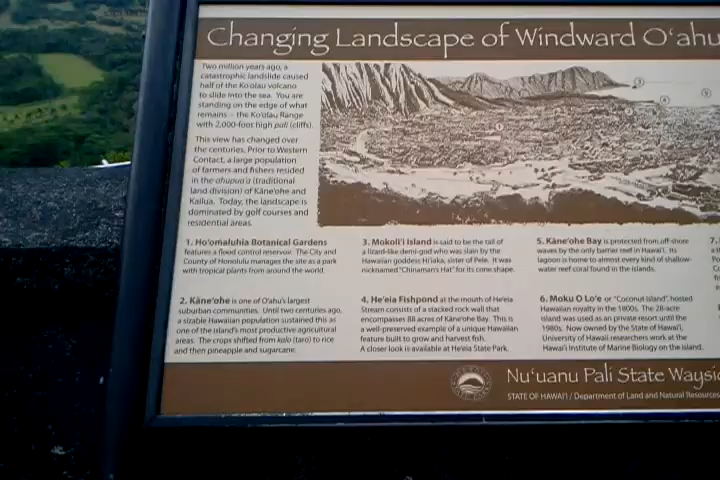 Changing Landscape of Windward O‘ahu
Two million years ago, a
catastrophic landslide caused
half of the Ko‘olau volcano
to slide into the sea. You are
standing on the edge of what
remains – the Ko‘olau Range
with 2,000-foot high pali (cliffs).
This view has changed over
the centuries. Prior to Western
Contact, a large population
of farmers and fishers resided
in the ahupua‘a (traditional
land division) of Kāne‘ohe and
Kailua. Today, the landscape is
dominated by golf courses and
residential areas.
1. Ho‘omaluhia Botanical Gardens
features a flood control reservoir. The City and
County of Honolulu manages the site as a park
with tropical plants from around the world.
2. Kāne‘ohe is one of O‘ahu's largest
suburban communities. Until two centuries ago,
a sizable Hawaiian population sustained this as
one of the island's most productive agricultural
areas. The crops shifted from kalo (taro) to rice
and then pineapple and sugarcane.
3. Mokoli‘i Island is said to be the tail of
a lizard-like demi-god who was slain by the
Hawaiian goddess Hi‘iaka, sister of Pele. It was
nicknamed "Chinaman's Hat" for its cone shape.
4. He‘eia Fishpond at the mouth of He‘eia
Stream consists of a stacked rock wall that
encompasses 88 acres of Kāne‘ohe Bay. This is
a well-preserved example of a unique Hawaiian
feature built to grow and harvest fish.
A closer look is available at He‘eia State Park.
5. Kāne‘ohe Bay is protected from off-shore
waves by the only barrier reef in Hawai‘i. Its
lagoon is home to almost every kind of shallow-
water reef coral found in the islands.
6. Moku O Lo‘e or "Coconut Island", hosted
Hawaiian royalty in the 1800s. The 28-acre
island was used as an private resort until the
1980s. Now owned by the State of Hawai‘i,
University of Hawaii researchers work at the
Hawai‘i Institute of Marine Biology on the island.
7.
Nu‘uanu Pali State Waysid
STATE OF HAWAI‘I / Department of Land and Natural Resources